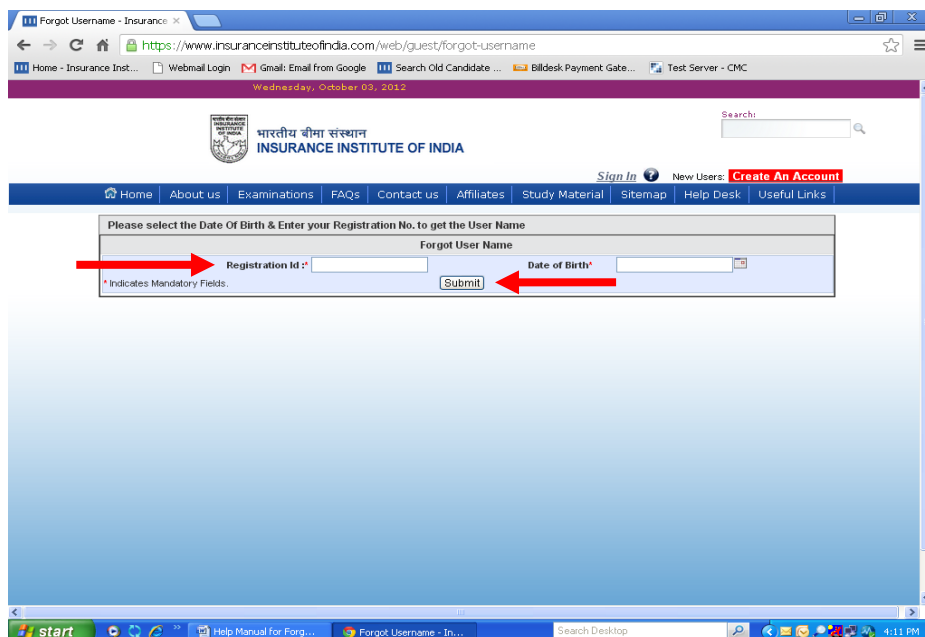 Forgot Username - Insurance
https://www.insuranceinstituteofindia.com/web/guest/forgot-username
Home - Insurance Inst... Webmail Login Gmail: Email from Google Search Old Candidate ... Billdesk Payment Gate... Test Server - CMC
Wednesday, October 03, 2012
Search:
भारतीय बीमा संस्थान
INSURANCE INSTITUTE OF INDIA
Sign In ? New Users: Create An Account
Home About us Examinations FAQs Contact us Affiliates Study Material Sitemap Help Desk Useful Links
Please select the Date Of Birth & Enter your Registration No. to get the User Name
Forgot User Name
Registration Id :* Date of Birth*
* Indicates Mandatory Fields. Submit
start Help Manual for Forg... Forgot Username - In... Search Desktop 4:11 PM